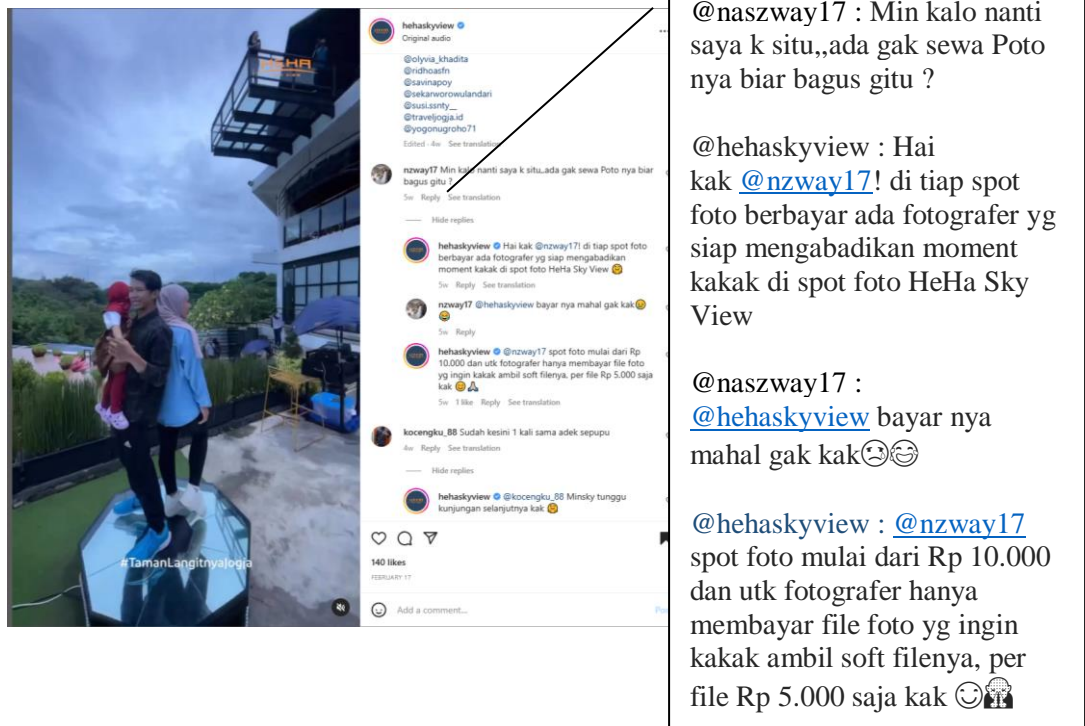 hehaskyview
Original audio
HEHA
@olyvia_khadita
@ridhoasfn
@savinapoy
@sekarworowulandari
@susi.ssnty__
@traveljogja.id
@yogonugroho71
Edited · 4w See translation
nzway17 Min kalo nanti saya k situ,,ada gak sewa Poto nya biar
bagus gitu ?
5w Reply See translation
Hide replies
hehaskyview Hai kak @nzway17! di tiap spot foto
berbayar ada fotografer yg siap mengabadikan
moment kakak di spot foto HeHa Sky View 😊
5w Reply See translation
nzway17 @hehaskyview bayar nya mahal gak kak😢
😂
5w Reply
hehaskyview @nzway17 spot foto mulai dari Rp
10.000 dan utk fotografer hanya membayar file foto
yg ingin kakak ambil soft filenya, per file Rp 5.000 saja
kak 😊🙏
5w 1 like Reply See translation
kocengku_88 Sudah kesini 1 kali sama adek sepupu
4w Reply See translation
Hide replies
hehaskyview @kocengku_88 Minsky tunggu
kunjungan selanjutnya kak 😊
140 likes
FEBRUARY 17
Add a comment...
#TamanLangitnyaJogja
@naszway17 : Min kalo nanti
saya k situ,,ada gak sewa Poto
nya biar bagus gitu ?
@hehaskyview : Hai
kak @nzway17! di tiap spot
foto berbayar ada fotografer yg
siap mengabadikan moment
kakak di spot foto HeHa Sky
View
@naszway17 :
@hehaskyview bayar nya
mahal gak kak😢😂
@hehaskyview : @nzway17
spot foto mulai dari Rp 10.000
dan utk fotografer hanya
membayar file foto yg ingin
kakak ambil soft filenya, per
file Rp 5.000 saja kak 😊🙏